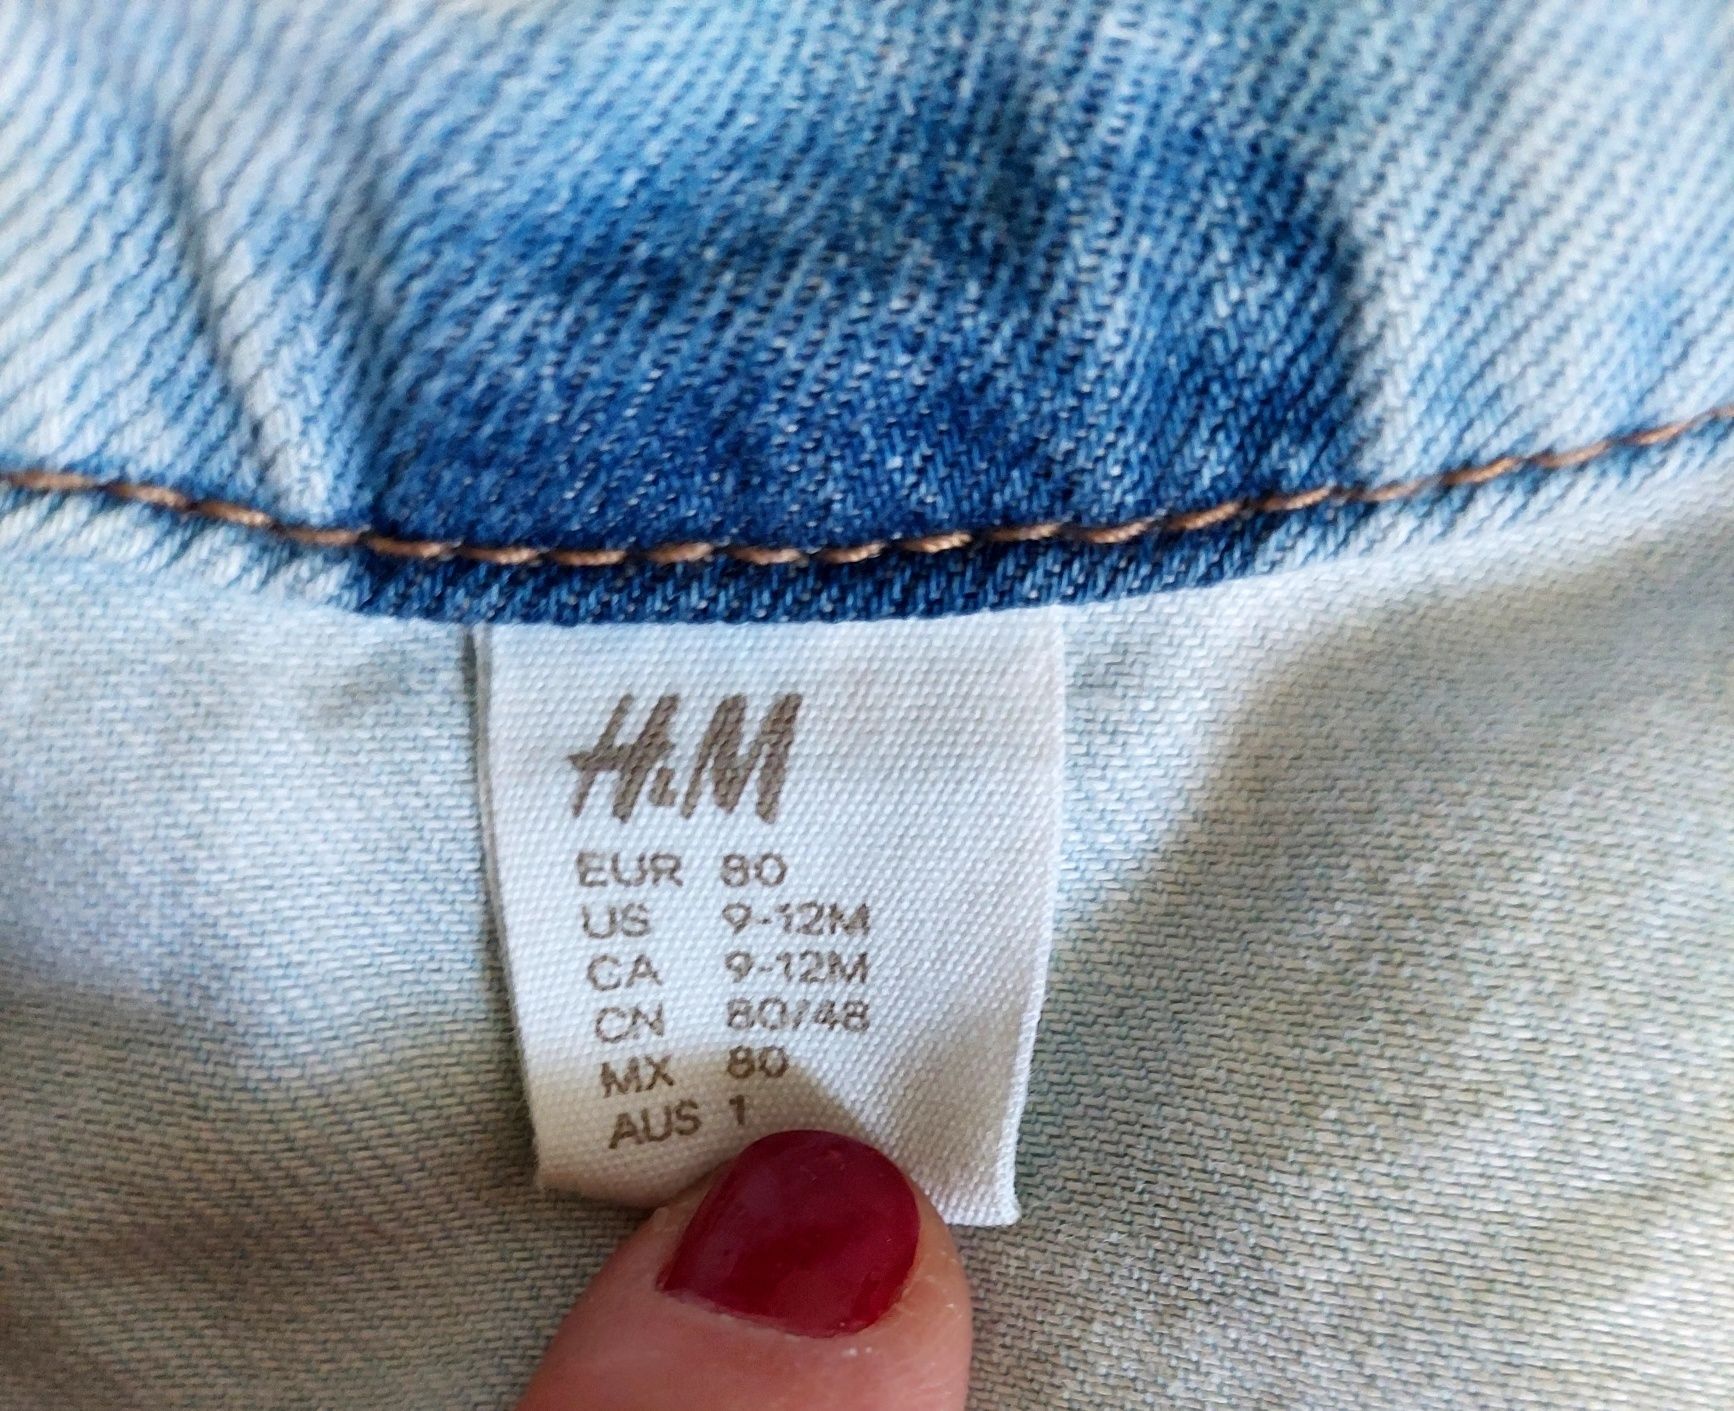 H&M
EUR 80
US 9-12M
CA 9-12M
CN 80/48
MX 80
AUS 1